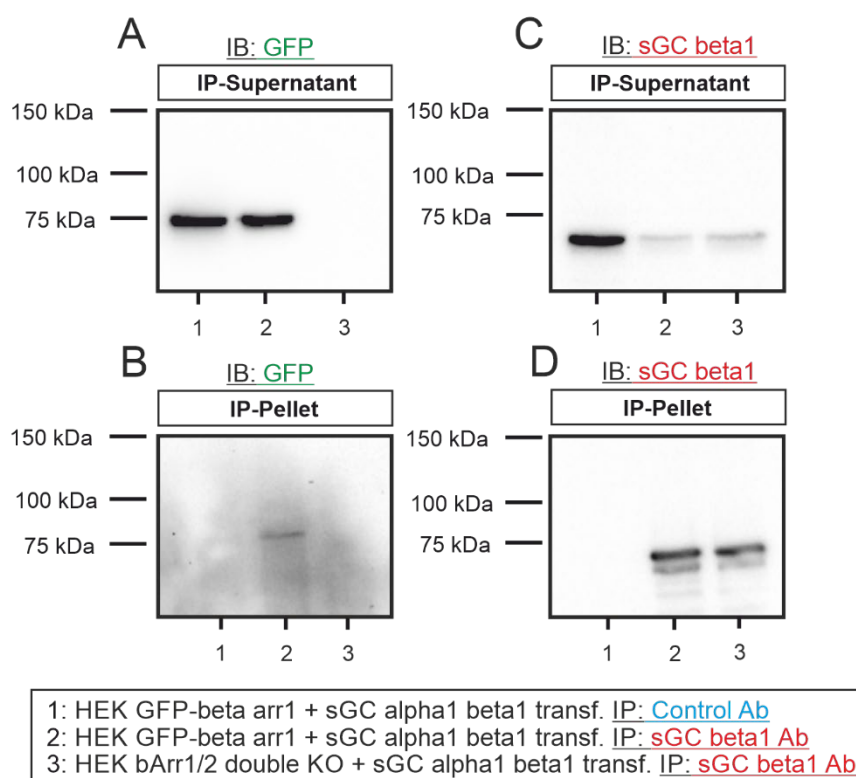 A
IB: GFP
IP-Supernatant
150 kDa
100 kDa
75 kDa
1 2 3
B
IB: GFP
IP-Pellet
150 kDa
100 kDa
75 kDa
1 2 3
C
IB: sGC beta1
IP-Supernatant
150 kDa
100 kDa
75 kDa
1 2 3
D
IB: sGC beta1
IP-Pellet
150 kDa
100 kDa
75 kDa
1 2 3
1: HEK GFP-beta arr1 + sGC alpha1 beta1 transf. IP: Control Ab
2: HEK GFP-beta arr1 + sGC alpha1 beta1 transf. IP: sGC beta1 Ab
3: HEK bArr1/2 double KO + sGC alpha1 beta1 transf. IP: sGC beta1 Ab